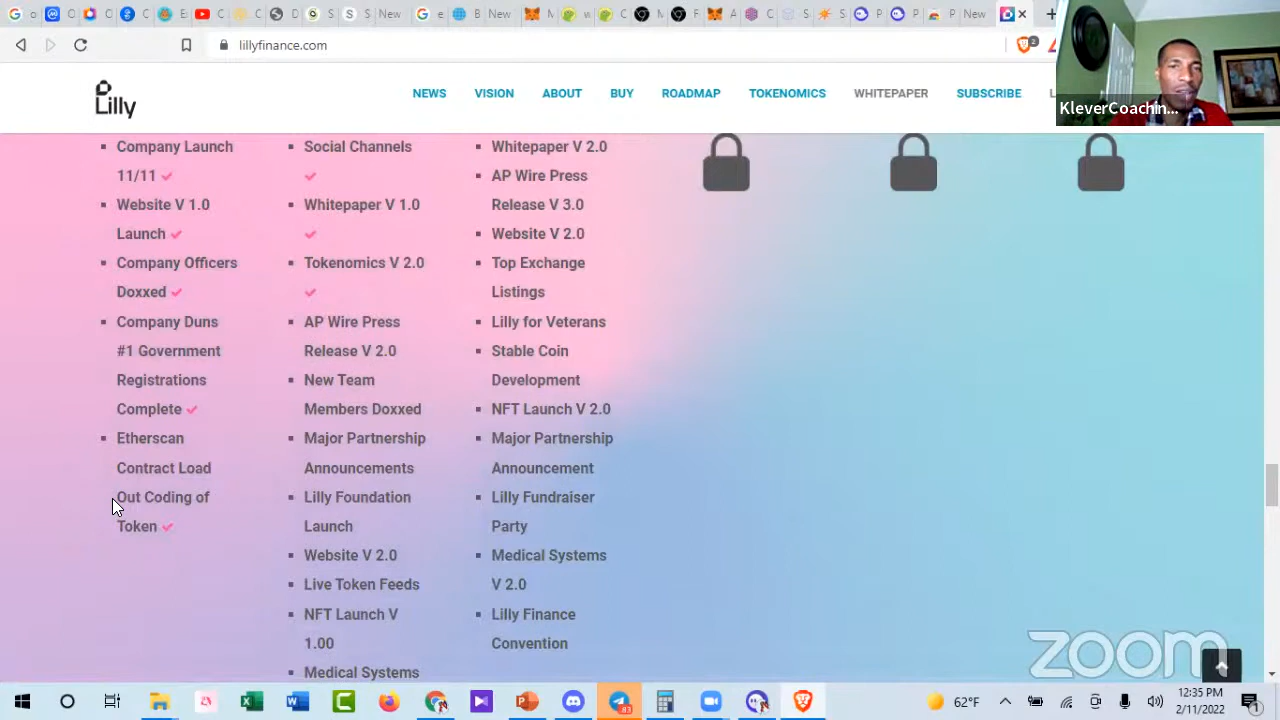 lillyfinance.com
2
Lilly
NEWS VISION ABOUT BUY ROADMAP TOKENOMICS WHITEPAPER SUBSCRIBE L
KleverCoachin...
Company Launch
11/11
Website V 1.0
Launch
Company Officers
Doxxed
Company Duns
#1 Government
Registrations
Complete
Etherscan
Contract Load
Out Coding of
Token
Social Channels
Whitepaper V 1.0
Tokenomics V 2.0
AP Wire Press
Release V 2.0
New Team
Members Doxxed
Major Partnership
Announcements
Lilly Foundation
Launch
Website V 2.0
Live Token Feeds
NFT Launch V
1.00
Medical Systems
Whitepaper V 2.0
AP Wire Press
Release V 3.0
Website V 2.0
Top Exchange
Listings
Lilly for Veterans
Stable Coin
Development
NFT Launch V 2.0
Major Partnership
Announcement
Lilly Fundraiser
Party
Medical Systems
V 2.0
Lilly Finance
Convention
zoom
62°F
12:35 PM
2/11/2022